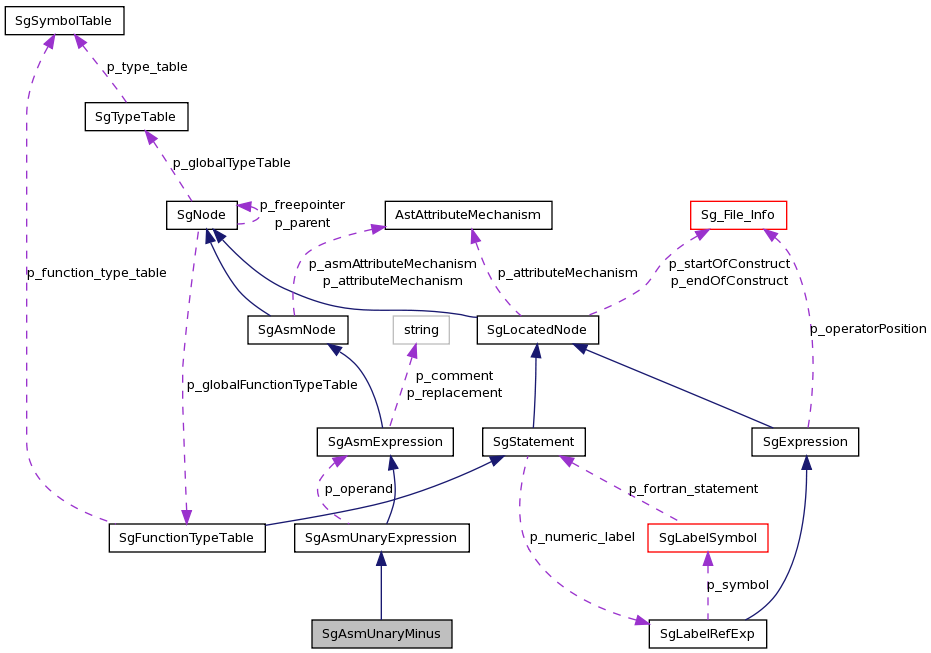 SgSymbolTable
p_type_table
SgTypeTable
p_globalTypeTable
SgNode
p_freepointer
p_parent
AstAttributeMechanism
Sg_File_Info
p_function_type_table
p_asmAttributeMechanism
p_attributeMechanism
p_attributeMechanism
p_startOfConstruct
p_endOfConstruct
SgAsmNode
string
SgLocatedNode
p_operatorPosition
p_globalFunctionTypeTable
p_comment
p_replacement
SgAsmExpression
SgStatement
SgExpression
p_operand
p_fortran_statement
SgFunctionTypeTable
SgAsmUnaryExpression
p_numeric_label
SgLabelSymbol
p_symbol
SgAsmUnaryMinus
SgLabelRefExp